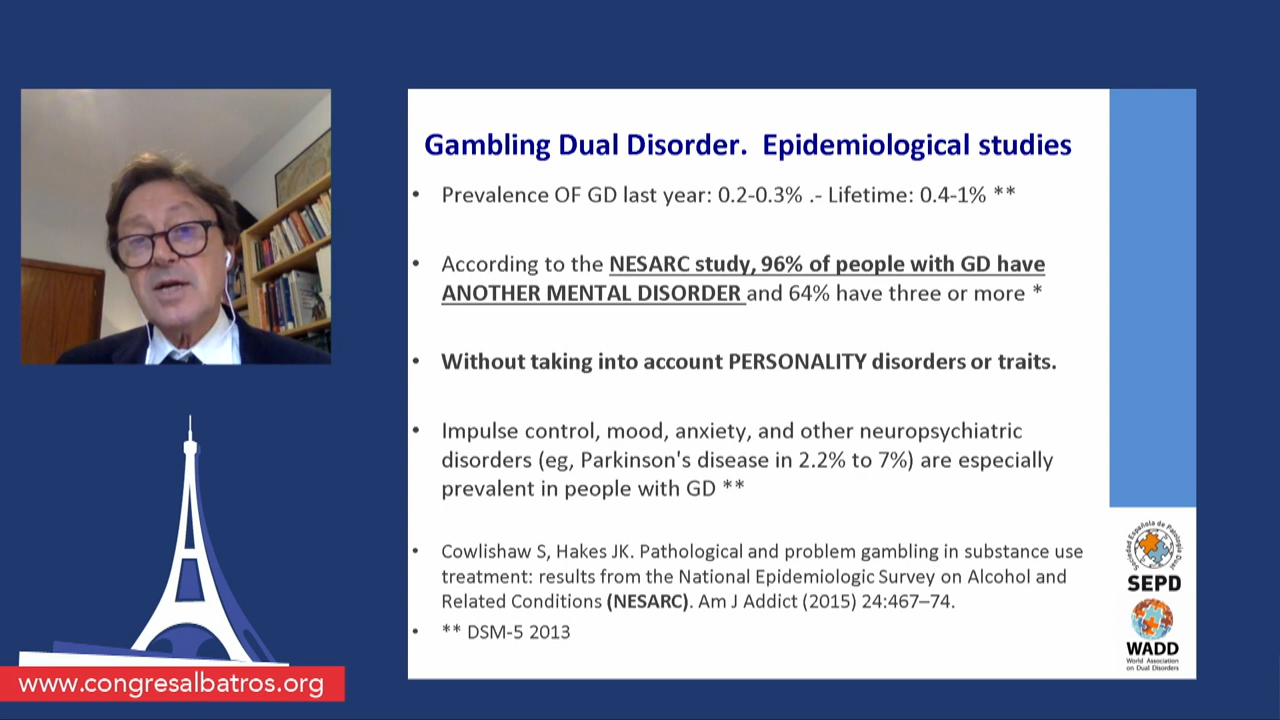 Gambling Dual Disorder.  Epidemiological studies
• Prevalence OF GD last year: 0.2-0.3% .- Lifetime: 0.4-1% **
• According to the NESARC study, 96% of people with GD have
ANOTHER MENTAL DISORDER and 64% have three or more *
• Without taking into account PERSONALITY disorders or traits.
• Impulse control, mood, anxiety, and other neuropsychiatric
disorders (eg, Parkinson's disease in 2.2% to 7%) are especially
prevalent in people with GD **
• Cowlishaw S, Hakes JK. Pathological and problem gambling in substance use
treatment: results from the National Epidemiologic Survey on Alcohol and
Related Conditions (NESARC). Am J Addict (2015) 24:467–74.
• ** DSM-5 2013
Sociedad Española de Patología Dual
SEPD
WADD
World Association
on Dual Disorders
www.congresalbatros.org